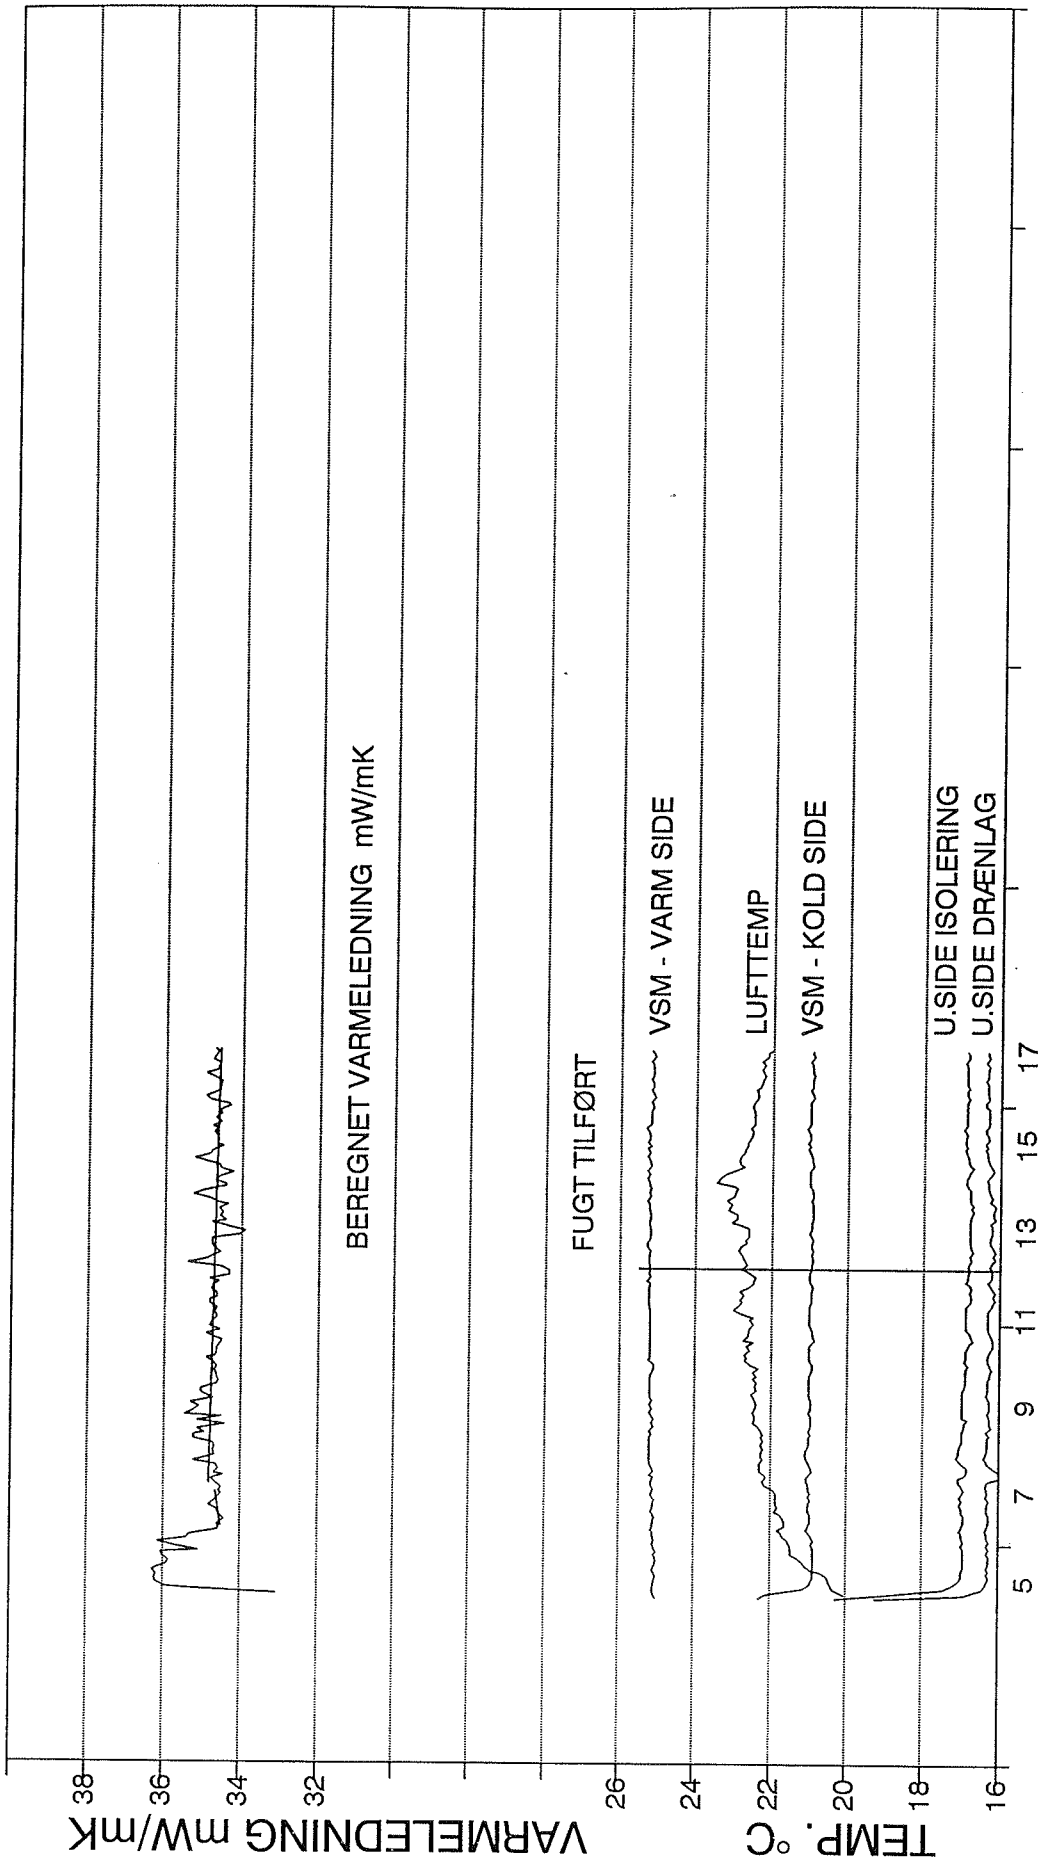 VARMELEDNING mW/mK
TEMP. °C
38
36
34
32
26
24
22
20
18
16
BEREGNET VARMELEDNING mW/mK
FUGT TILFØRT
VSM - VARM SIDE
LUFTTEMP
VSM - KOLD SIDE
U.SIDE ISOLERING
U.SIDE DRÆNLAG
5
7
9
11
13
15
17